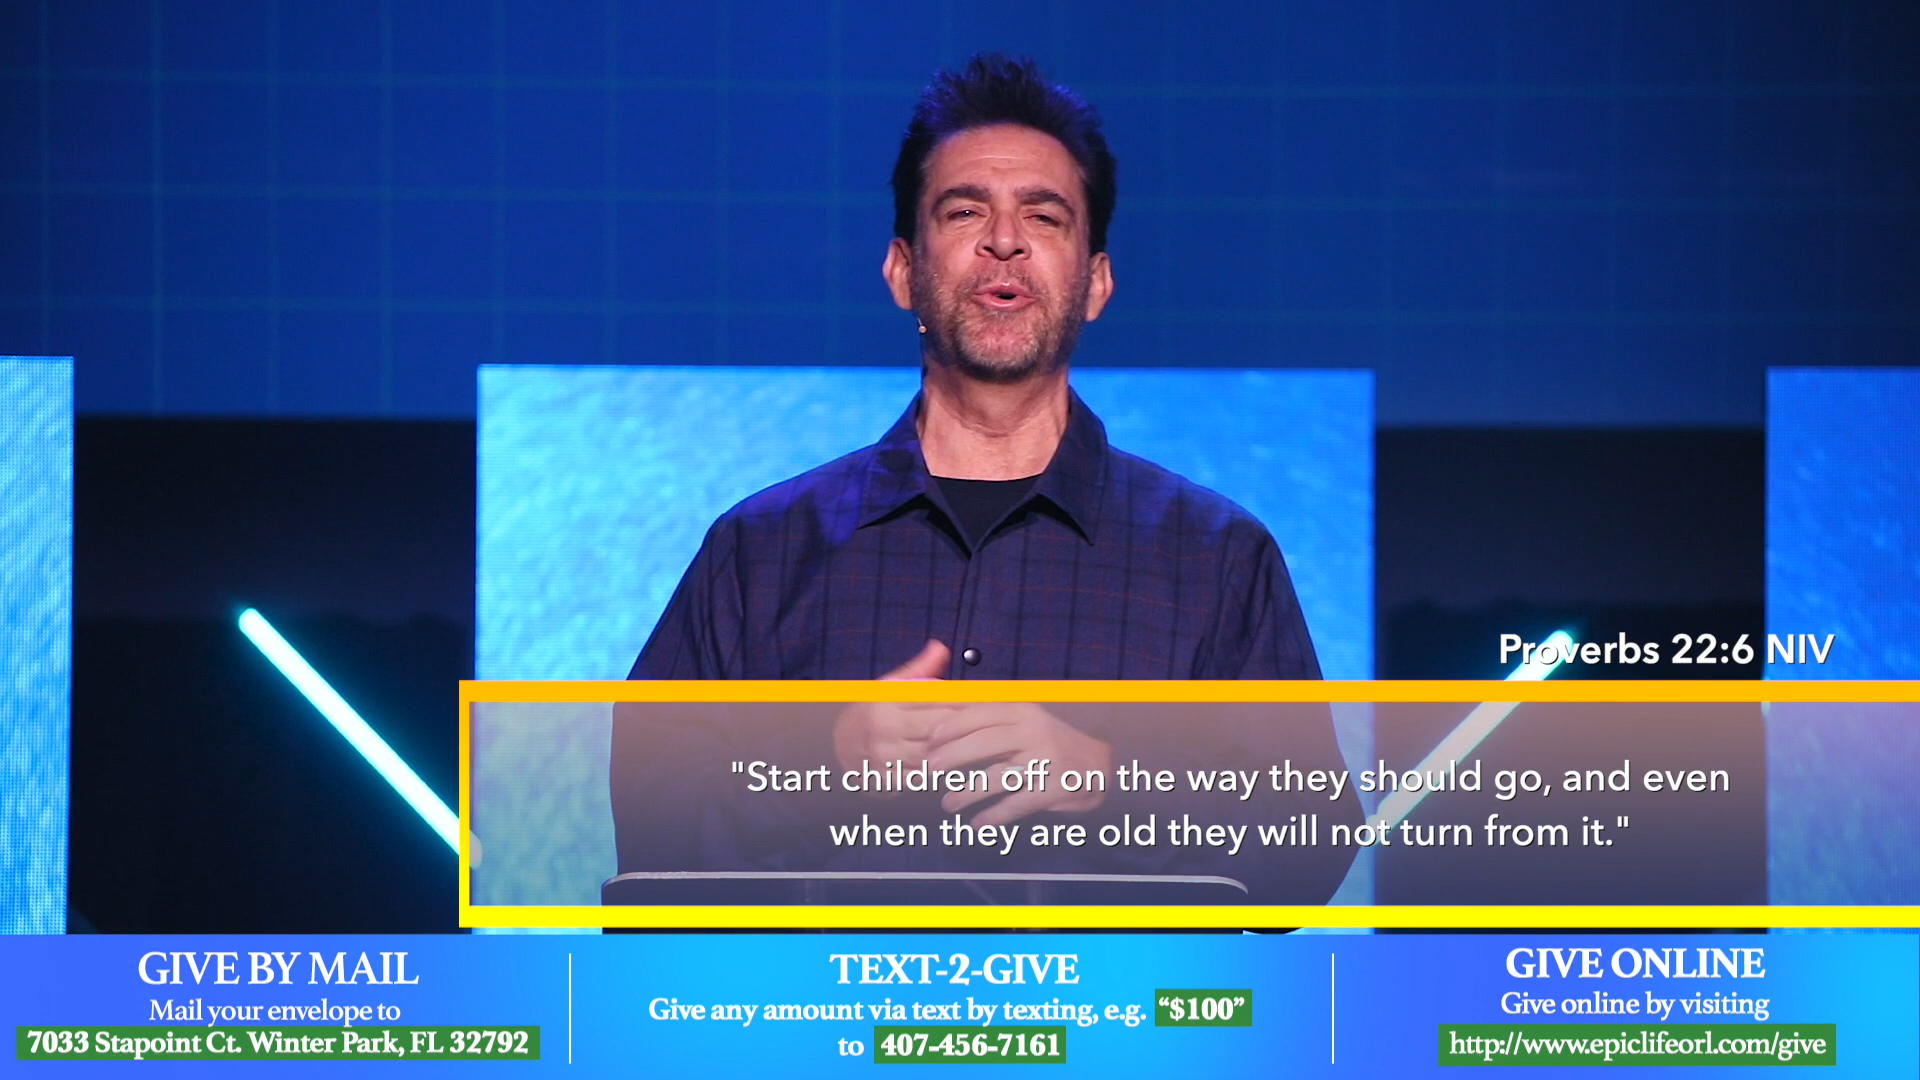 Proverbs 22:6 NIV
"Start children off on the way they should go, and even
when they are old they will not turn from it."
GIVE BY MAIL
Mail your envelope to
7033 Stapoint Ct. Winter Park, FL 32792
TEXT-2-GIVE
Give any amount via text by texting, e.g. “$100”
to 407-456-7161
GIVE ONLINE
Give online by visiting
http://www.epiclifeorl.com/give